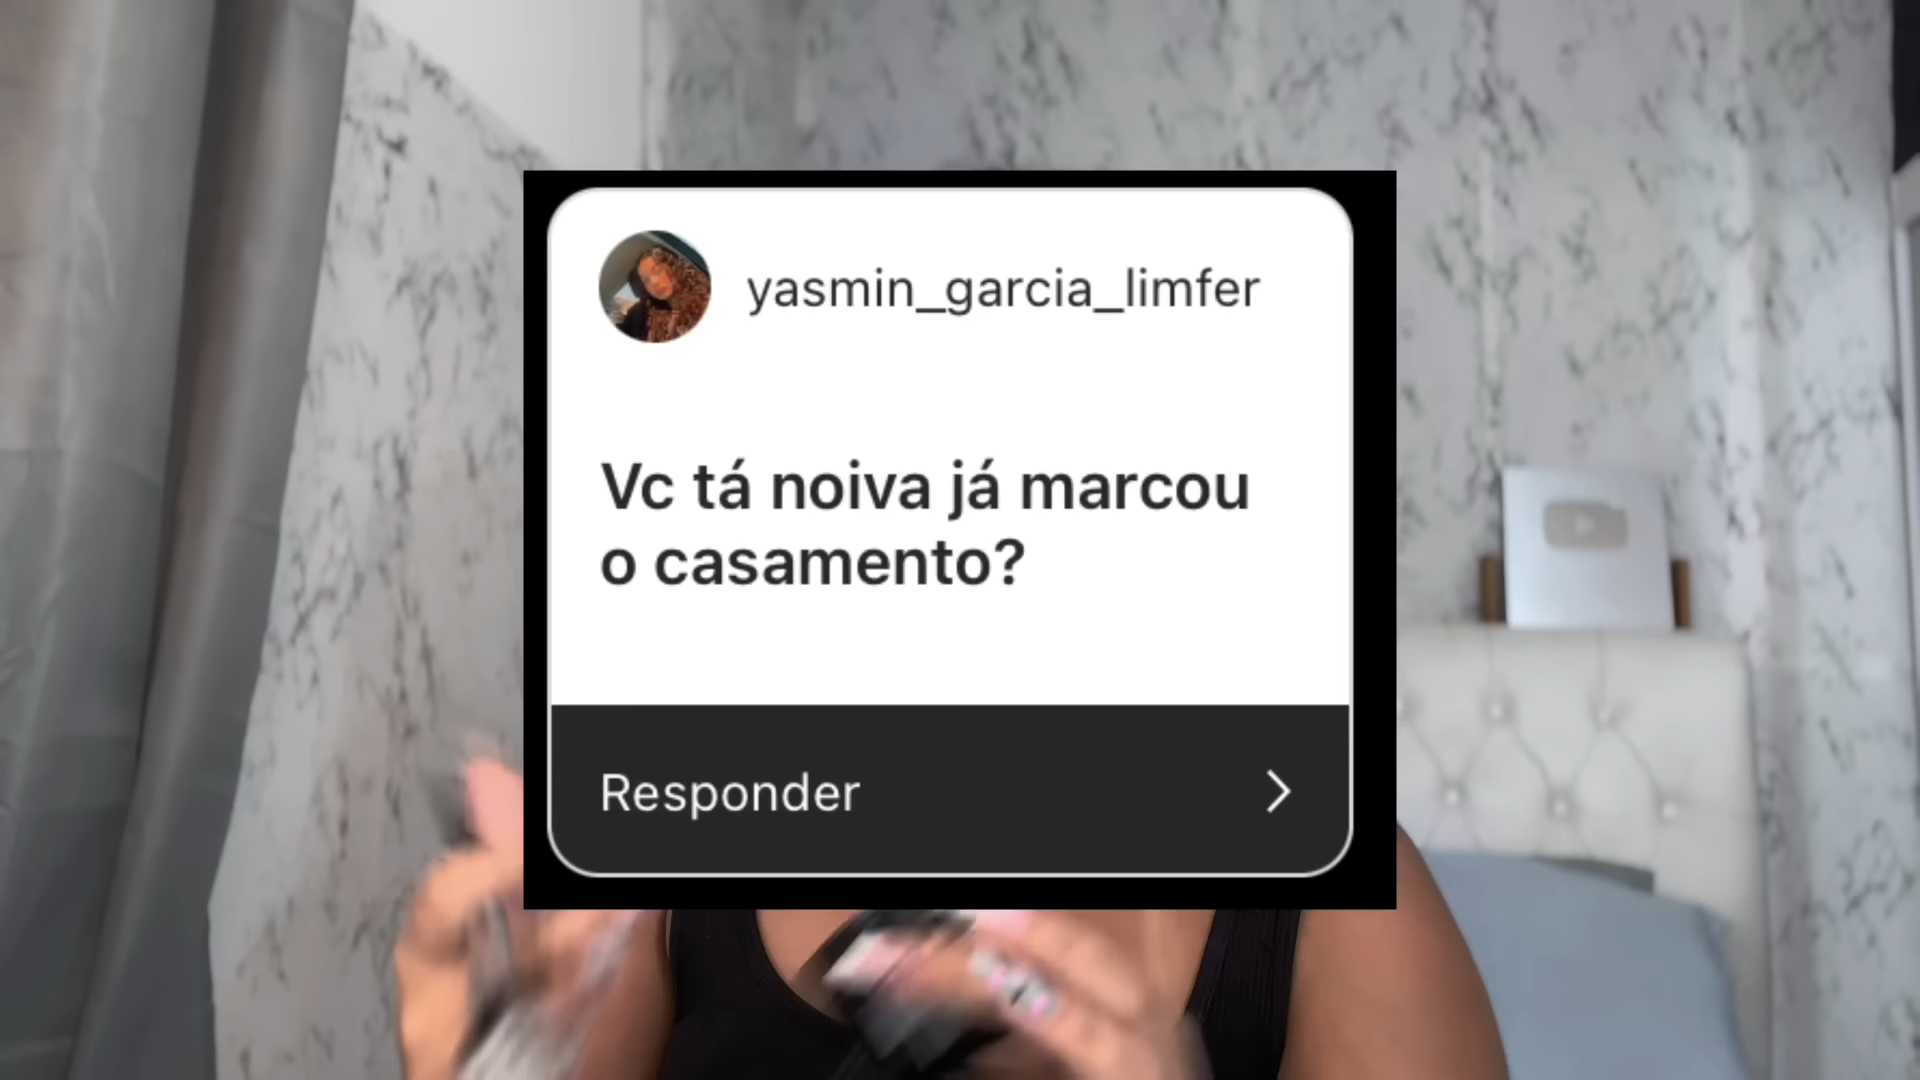 yasmin_garcia_limfer
Vc tá noiva já marcou
o casamento?
Responder